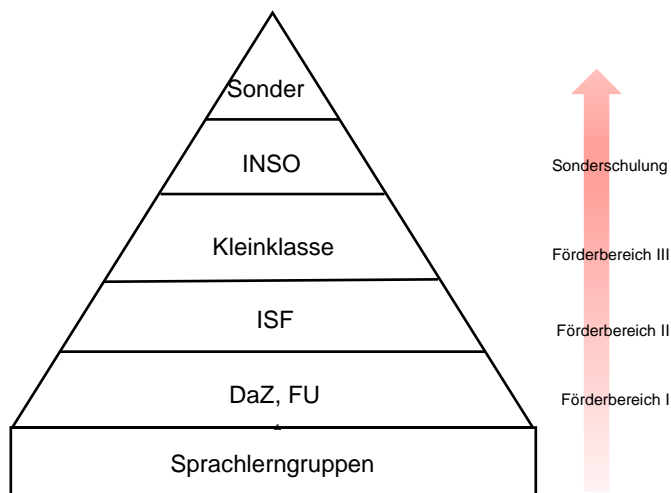 Sonder
INSO
Sonderschulung
Kleinklasse
Förderbereich III
ISF
Förderbereich II
DaZ, FU
Förderbereich I
Sprachlerngruppen